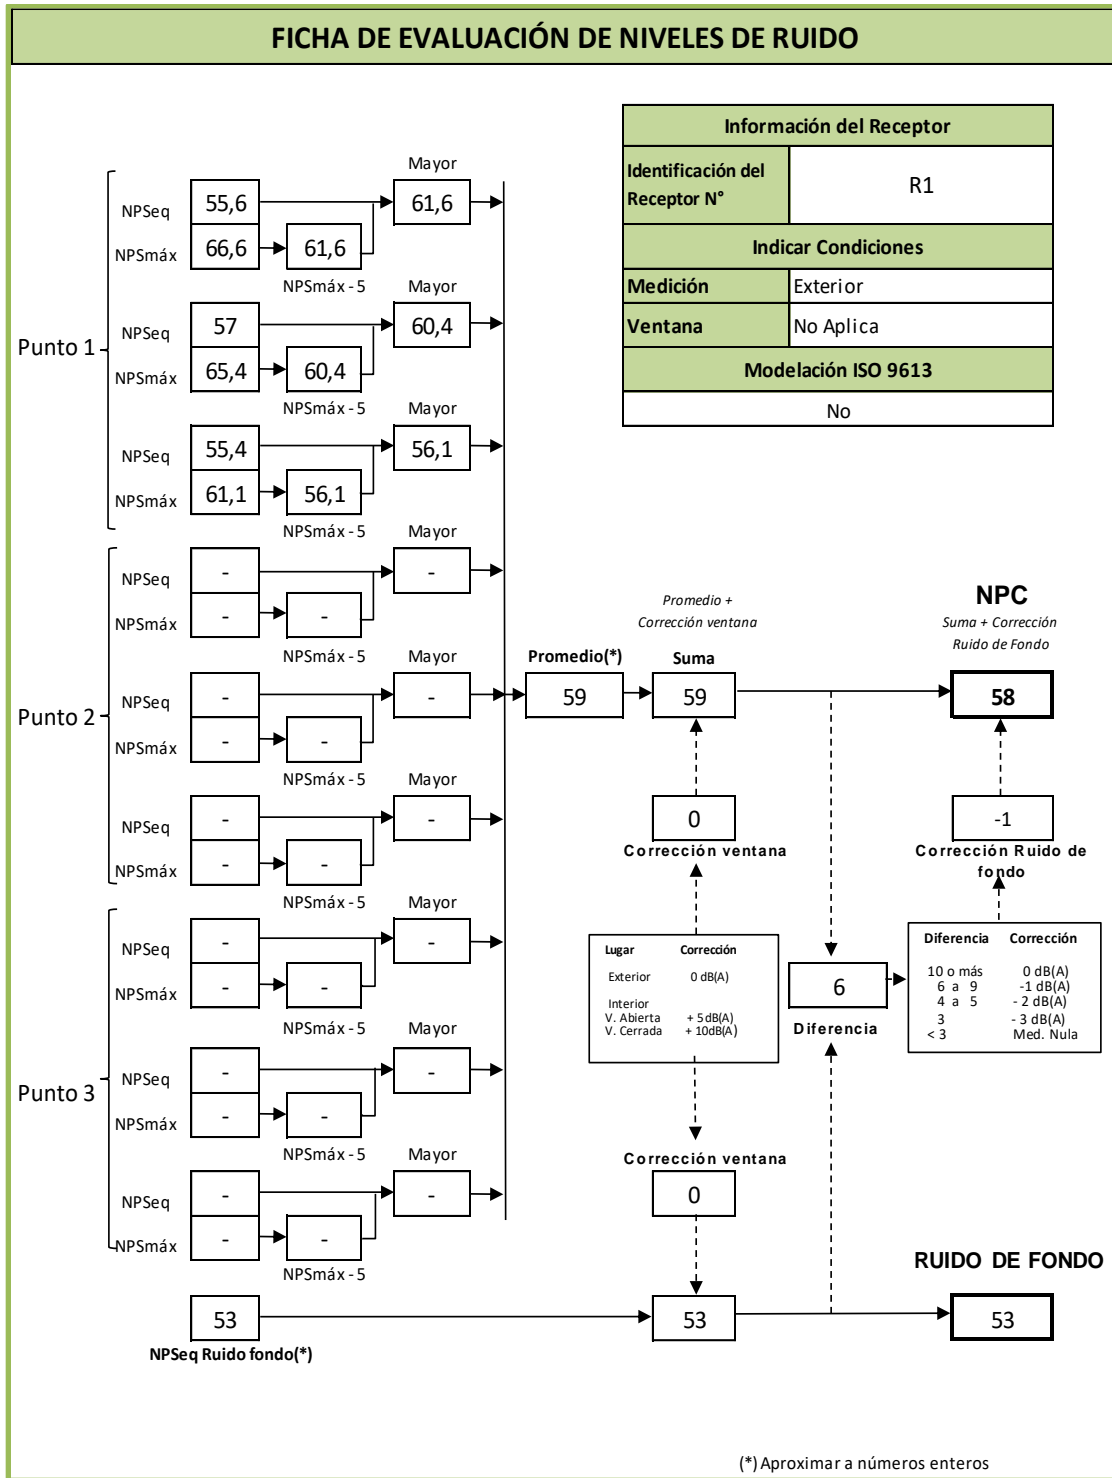 FICHA DE EVALUACIÓN DE NIVELES DE RUIDO
Información del Receptor
Identificación del Receptor N°
R1
Indicar Condiciones
Medición
Exterior
Ventana
No Aplica
Modelación ISO 9613
No
Punto 1
Mayor
NPSeq
55,6
61,6
NPSmáx
66,6
61,6
NPSmáx - 5
Mayor
NPSeq
57
60,4
NPSmáx
65,4
60,4
NPSmáx - 5
Mayor
NPSeq
55,4
56,1
NPSmáx
61,1
56,1
NPSmáx - 5
Punto 2
Mayor
NPSeq
-
-
NPSmáx
-
-
NPSmáx - 5
Mayor
NPSeq
-
-
NPSmáx
-
-
NPSmáx - 5
Mayor
NPSeq
-
-
NPSmáx
-
-
NPSmáx - 5
Punto 3
Mayor
NPSeq
-
-
NPSmáx
-
-
NPSmáx - 5
Mayor
NPSeq
-
-
NPSmáx
-
-
NPSmáx - 5
Mayor
NPSeq
-
-
NPSmáx
-
-
NPSmáx - 5
Promedio(*)
59
Promedio +
Corrección ventana
Suma
59
NPC
Suma + Corrección
Ruido de Fondo
58
0
Corrección ventana
-1
Corrección Ruido de
fondo
Lugar Corrección
Exterior 0 dB(A)
Interior
V. Abierta + 5dB(A)
V. Cerrada + 10dB(A)
6
Diferencia
Diferencia Corrección
10 o más 0 dB(A)
6 a 9 -1 dB(A)
4 a 5 - 2 dB(A)
3 - 3 dB(A)
< 3 Med. Nula
Corrección ventana
0
RUIDO DE FONDO
53
53
53
NPSeq Ruido fondo(*)
(*) Aproximar a números enteros